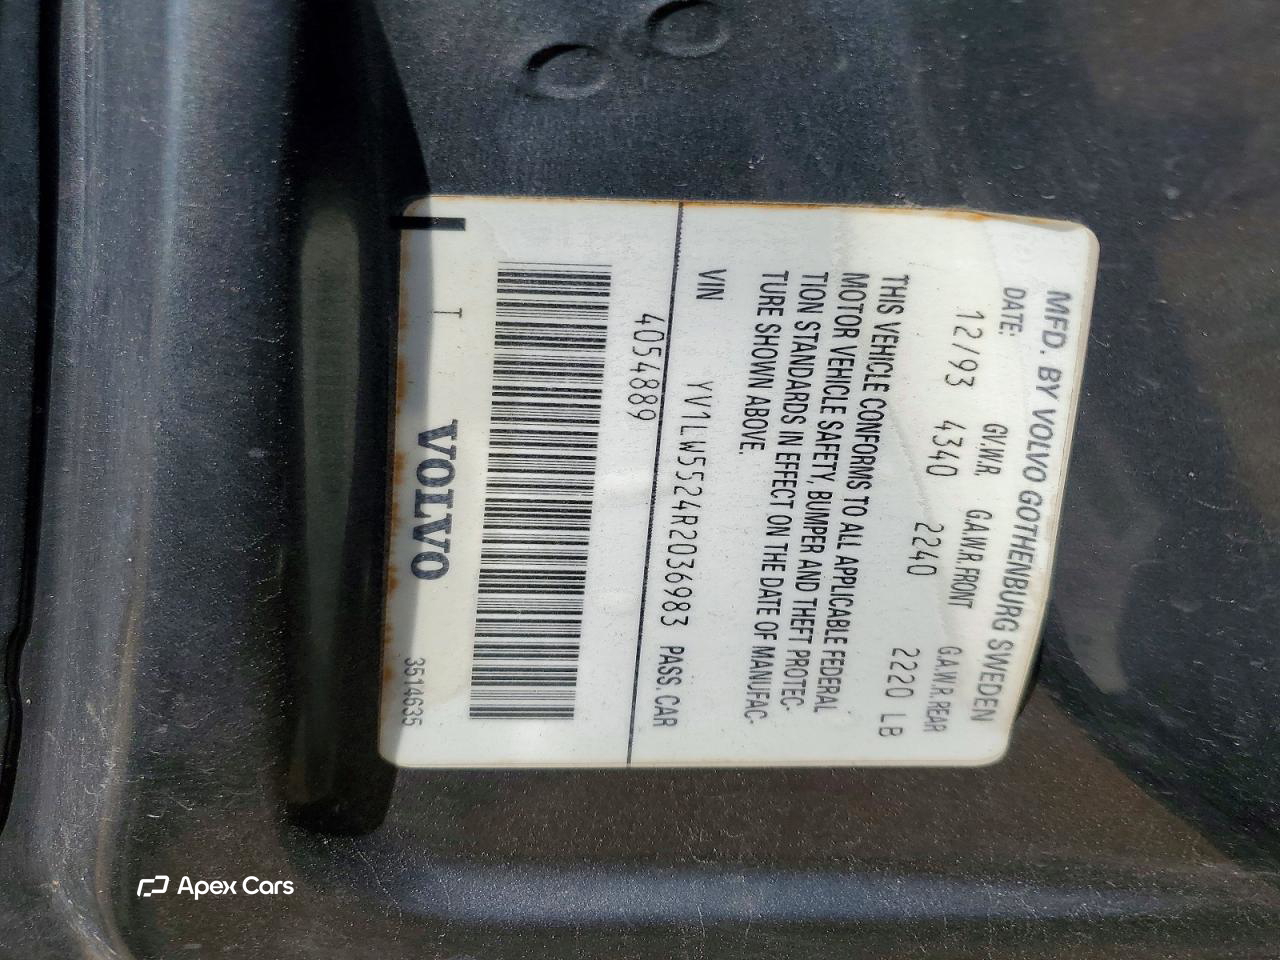 MFD. BY VOLVO GOTHENBURG SWEDEN
DATE: G.V.W.R. G.A.W.R. FRONT G.A.W.R. REAR
12/93 4340 2240 2220 LB
THIS VEHICLE CONFORMS TO ALL APPLICABLE FEDERAL
MOTOR VEHICLE SAFETY, BUMPER AND THEFT PROTEC-
TION STANDARDS IN EFFECT ON THE DATE OF MANUFAC-
TURE SHOWN ABOVE.
VIN YV1LW5524R2036983 PASS. CAR
4054889
T VOLVO 3514635
Apex Cars